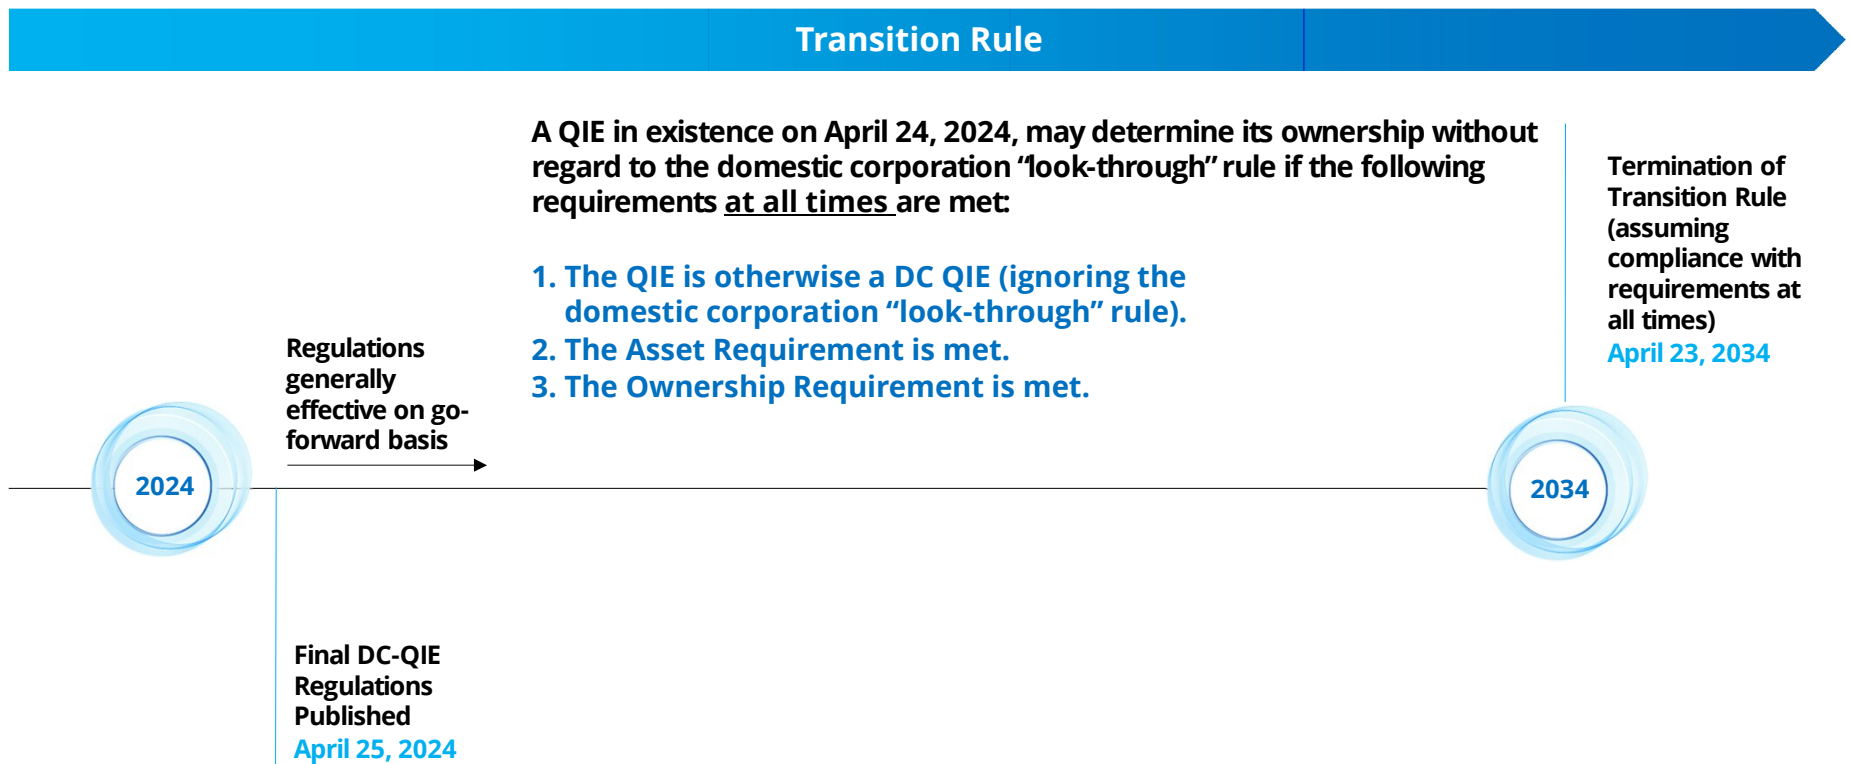 Transition Rule
A QIE in existence on April 24, 2024, may determine its ownership without
regard to the domestic corporation “look-through” rule if the following
requirements at all times are met:
1. The QIE is otherwise a DC QIE (ignoring the
domestic corporation “look-through” rule).
2. The Asset Requirement is met.
3. The Ownership Requirement is met.
Termination of
Transition Rule
(assuming
compliance with
requirements at
all times)
April 23, 2034
Regulations
generally
effective on go-
forward basis
2024
2034
Final DC-QIE
Regulations
Published
April 25, 2024